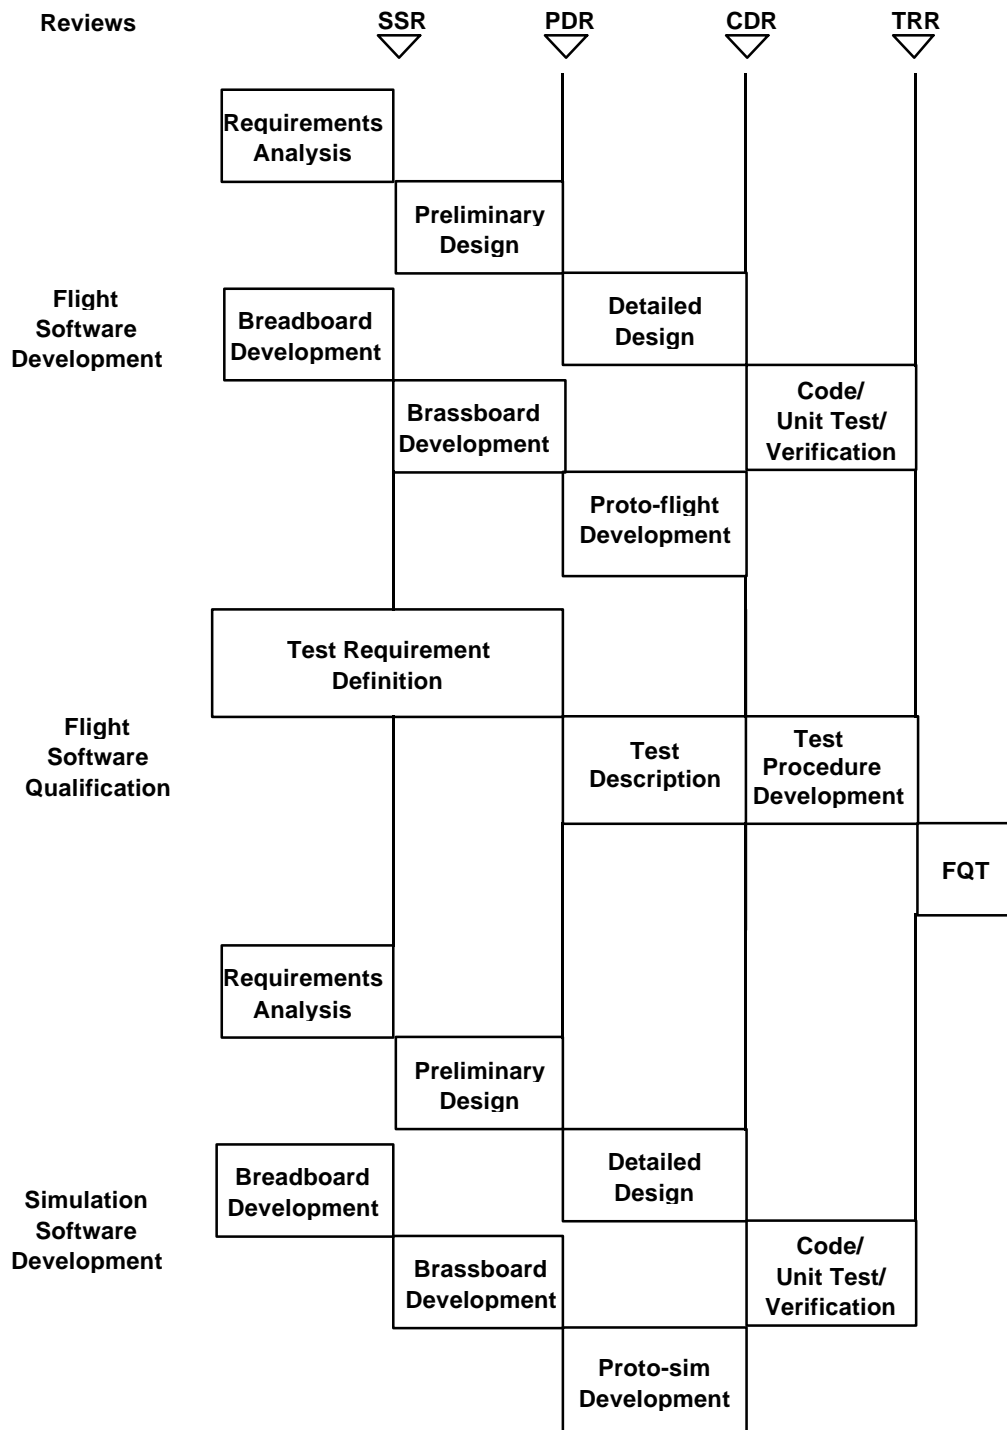 Reviews
SSR
PDR
CDR
TRR
Requirements
Analysis
Preliminary
Design
Flight
Software
Development
Breadboard
Development
Detailed
Design
Brassboard
Development
Code/
Unit Test/
Verification
Proto-flight
Development
Test Requirement
Definition
Flight
Software
Qualification
Test
Description
Test
Procedure
Development
FQT
Requirements
Analysis
Preliminary
Design
Simulation
Software
Development
Breadboard
Development
Detailed
Design
Brassboard
Development
Code/
Unit Test/
Verification
Proto-sim
Development